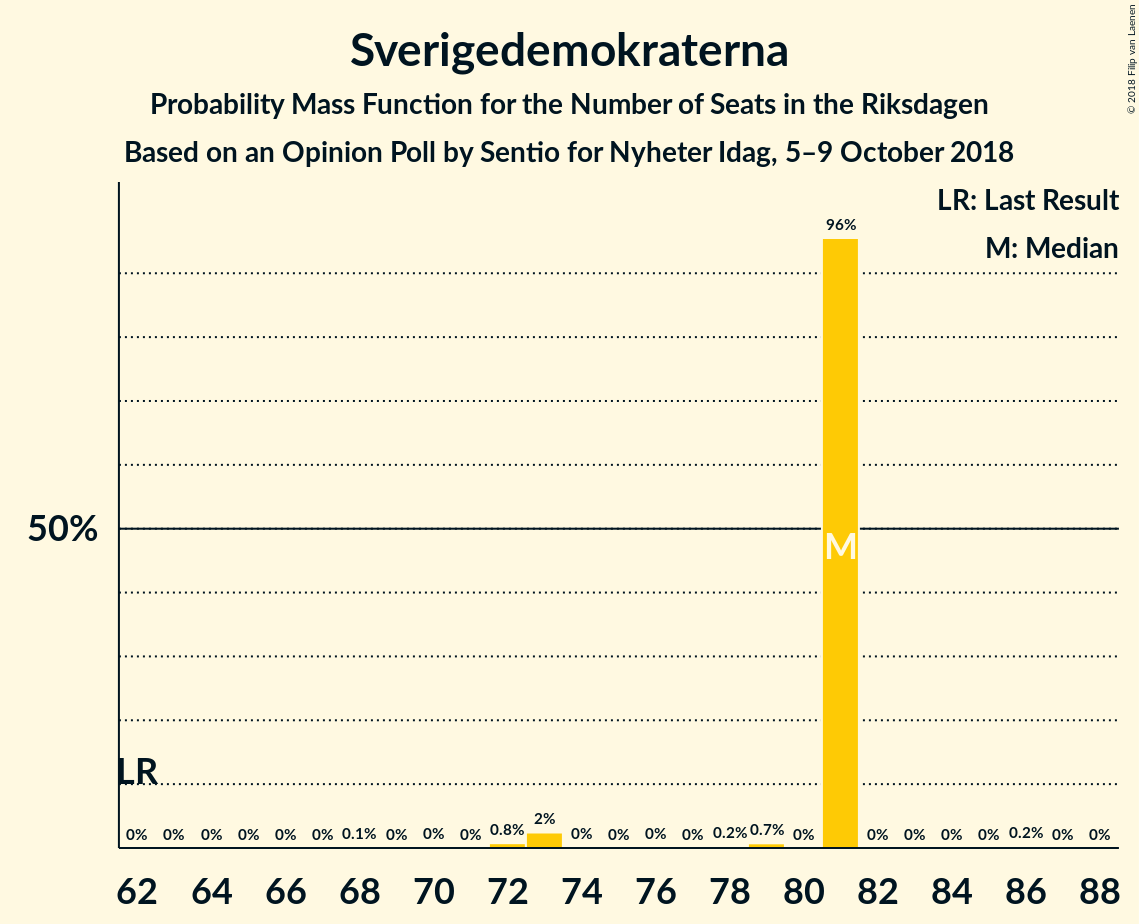 Sverigedemokraterna
Probability Mass Function for the Number of Seats in the Riksdagen
Based on an Opinion Poll by Sentio for Nyheter Idag, 5–9 October 2018
© 2018 Filip van Laenen
LR: Last Result
M: Median
96%
50%
M
LR
0% 0% 0% 0% 0% 0% 0.1% 0% 0% 0% 0.8% 2% 0% 0% 0% 0% 0.2% 0.7% 0% 0% 0% 0% 0% 0.2% 0% 0%
62 64 66 68 70 72 74 76 78 80 82 84 86 88